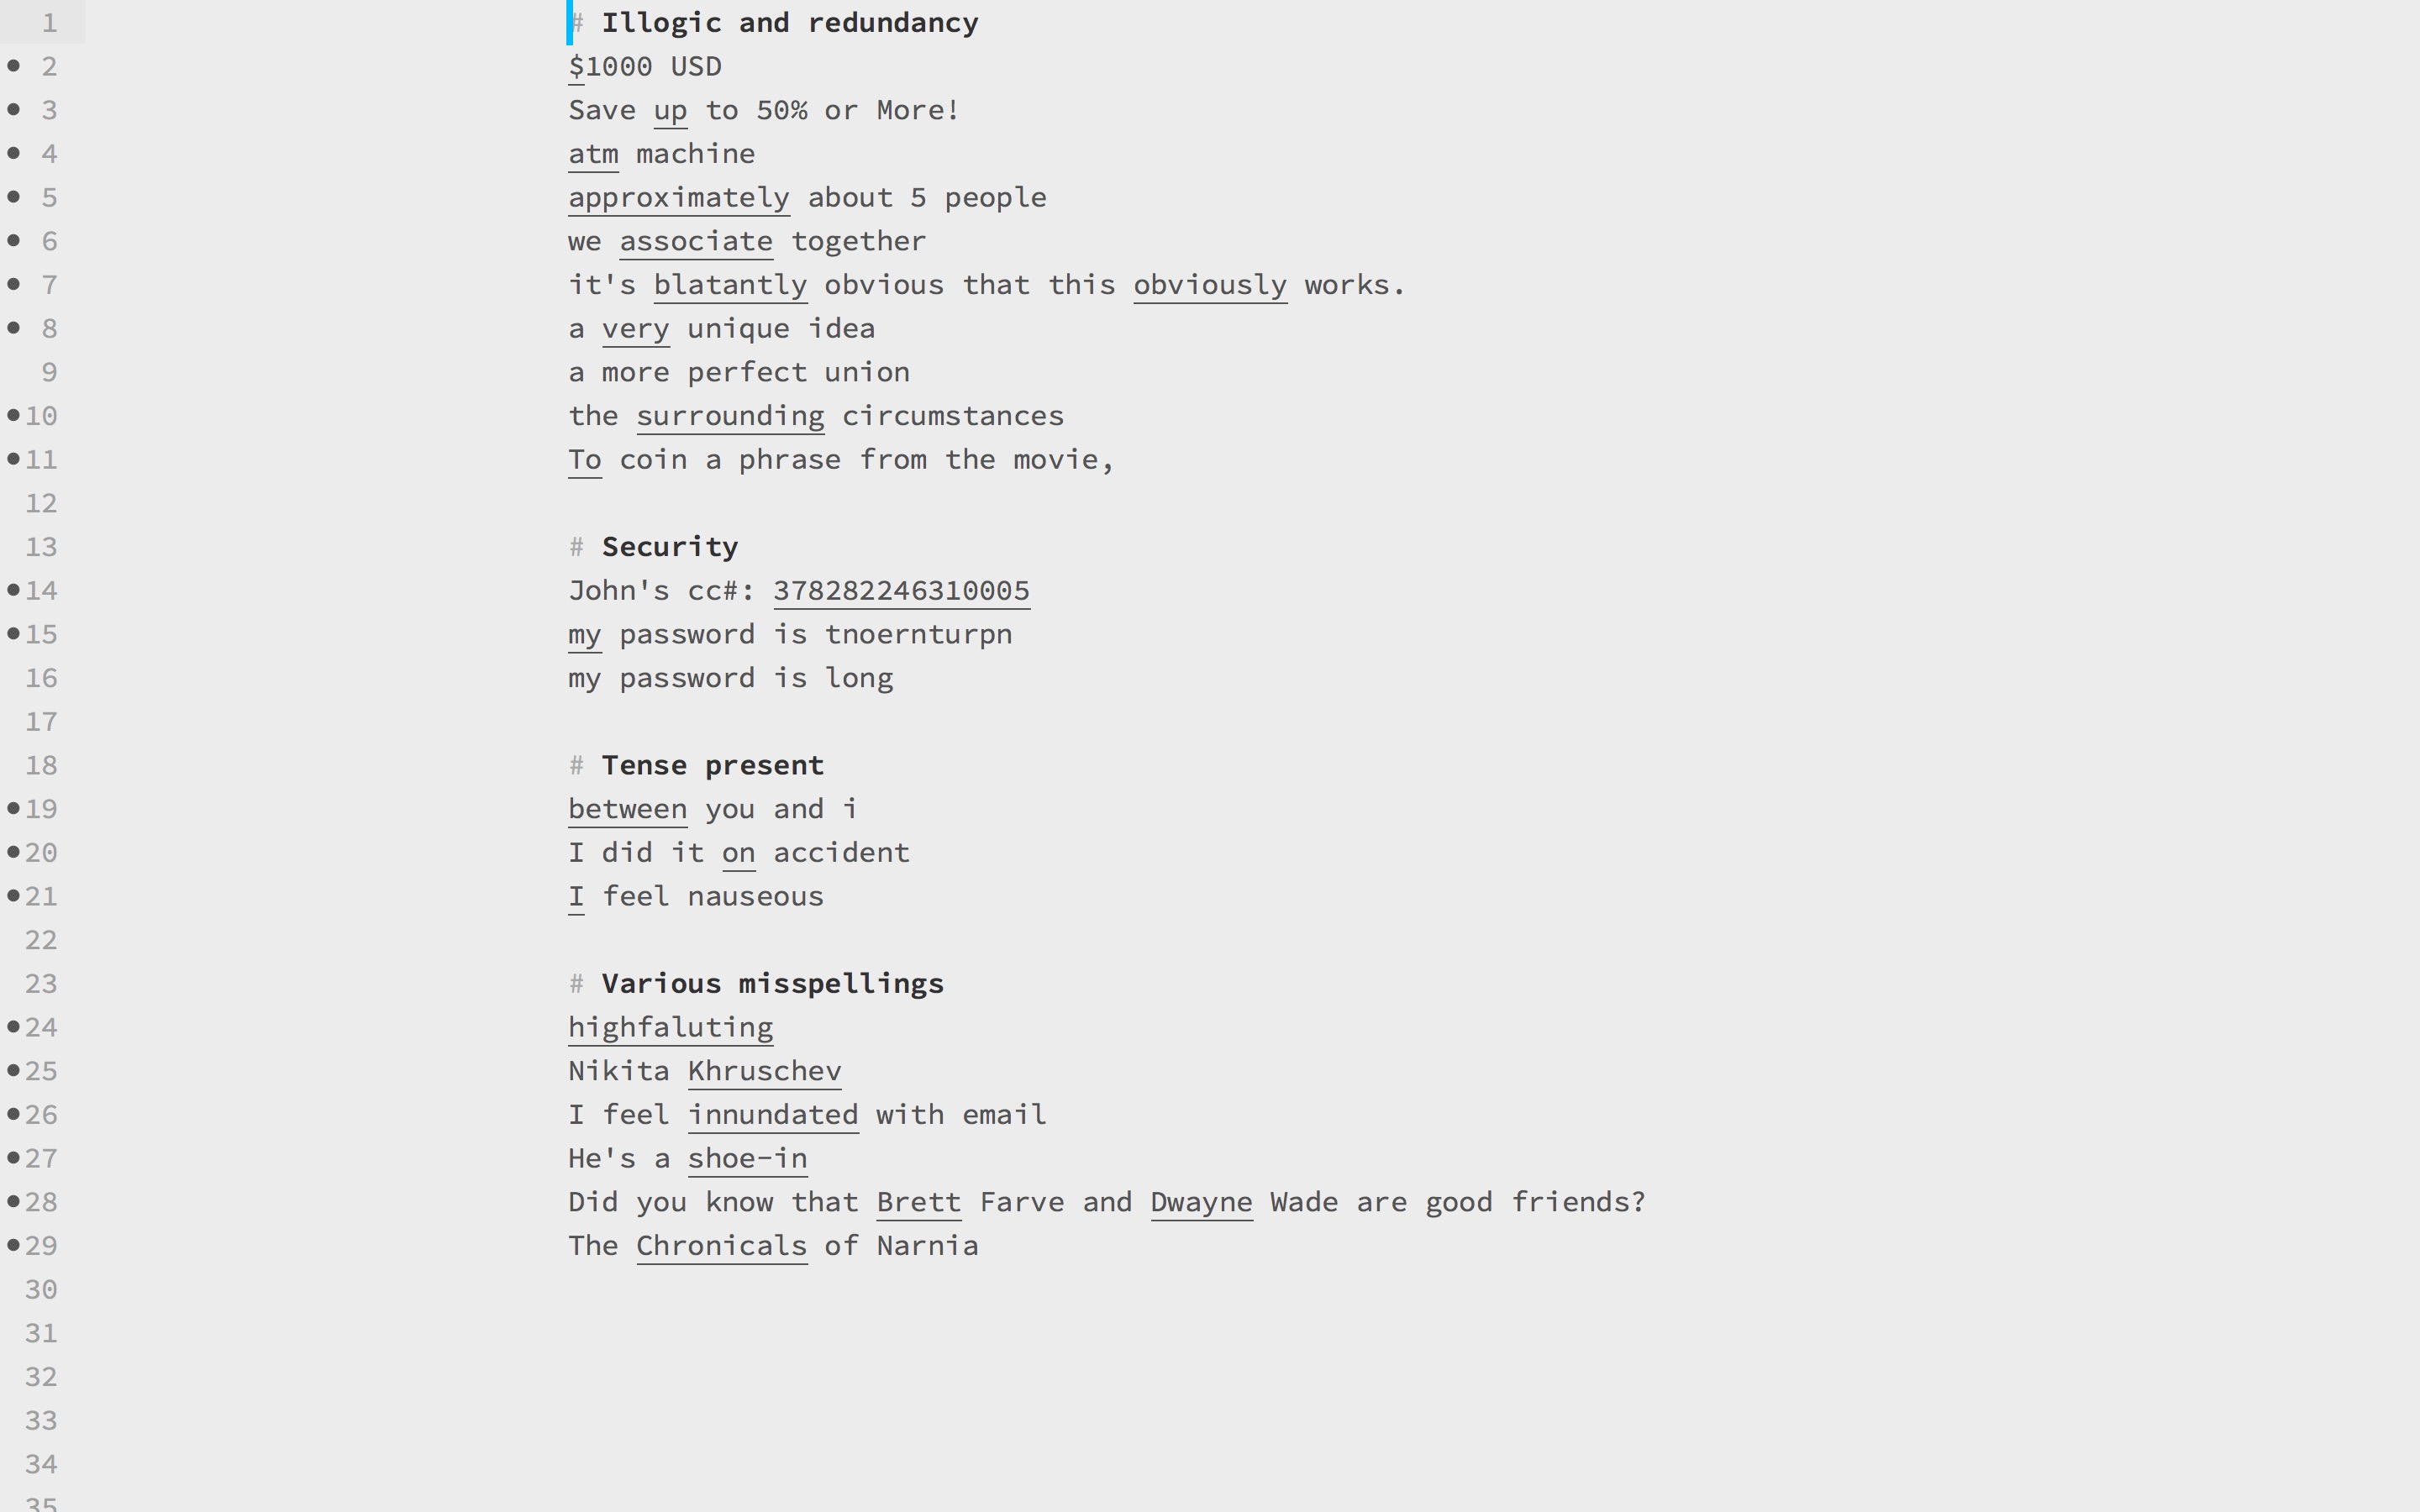 1 # Illogic and redundancy
● 2 $1000 USD
● 3 Save up to 50% or More!
● 4 atm machine
● 5 approximately about 5 people
● 6 we associate together
● 7 it's blatantly obvious that this obviously works.
● 8 a very unique idea
9 a more perfect union
● 10 the surrounding circumstances
● 11 To coin a phrase from the movie,
12
13 # Security
● 14 John's cc#: 378282246310005
● 15 my password is tnoernturpn
16 my password is long
17
18 # Tense present
● 19 between you and i
● 20 I did it on accident
● 21 I feel nauseous
22
23 # Various misspellings
● 24 highfaluting
● 25 Nikita Khruschev
● 26 I feel innundated with email
● 27 He's a shoe-in
● 28 Did you know that Brett Farve and Dwayne Wade are good friends?
● 29 The Chronicals of Narnia
30
31
32
33
34
35